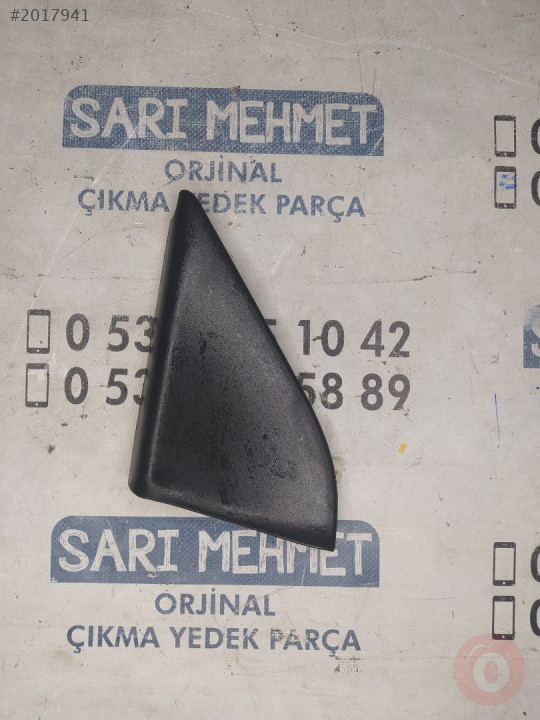 #2017941
SARI MEHMET
ORJİNAL
ÇIKMA YEDEK PARÇA
0 53 10 42
0 53 58 89
SARI MEHMET
ORJİNAL
ÇIKMA YEDEK PARÇA